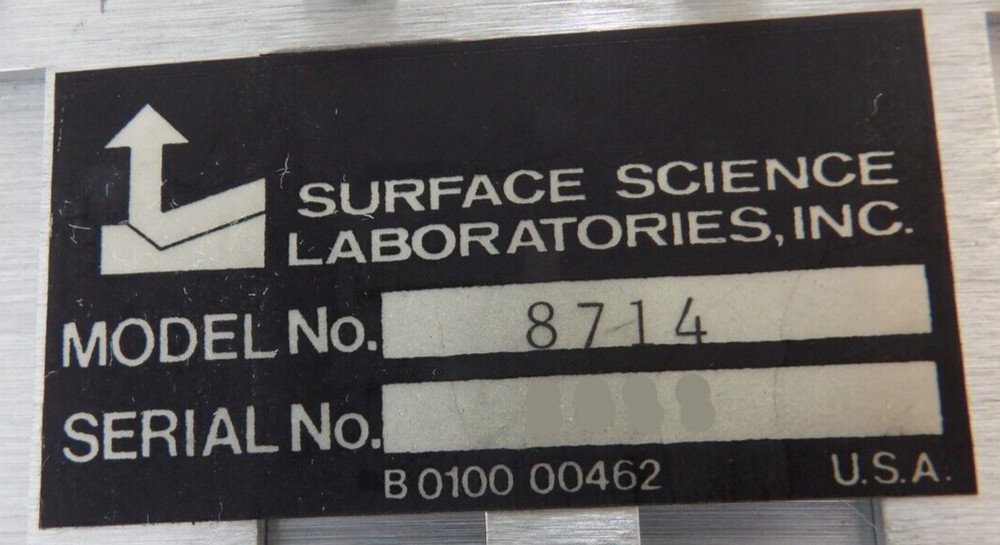 SURFACE SCIENCE
LABORATORIES, INC.
MODEL No. 8714
SERIAL No.
B 0100 00462 U.S.A.